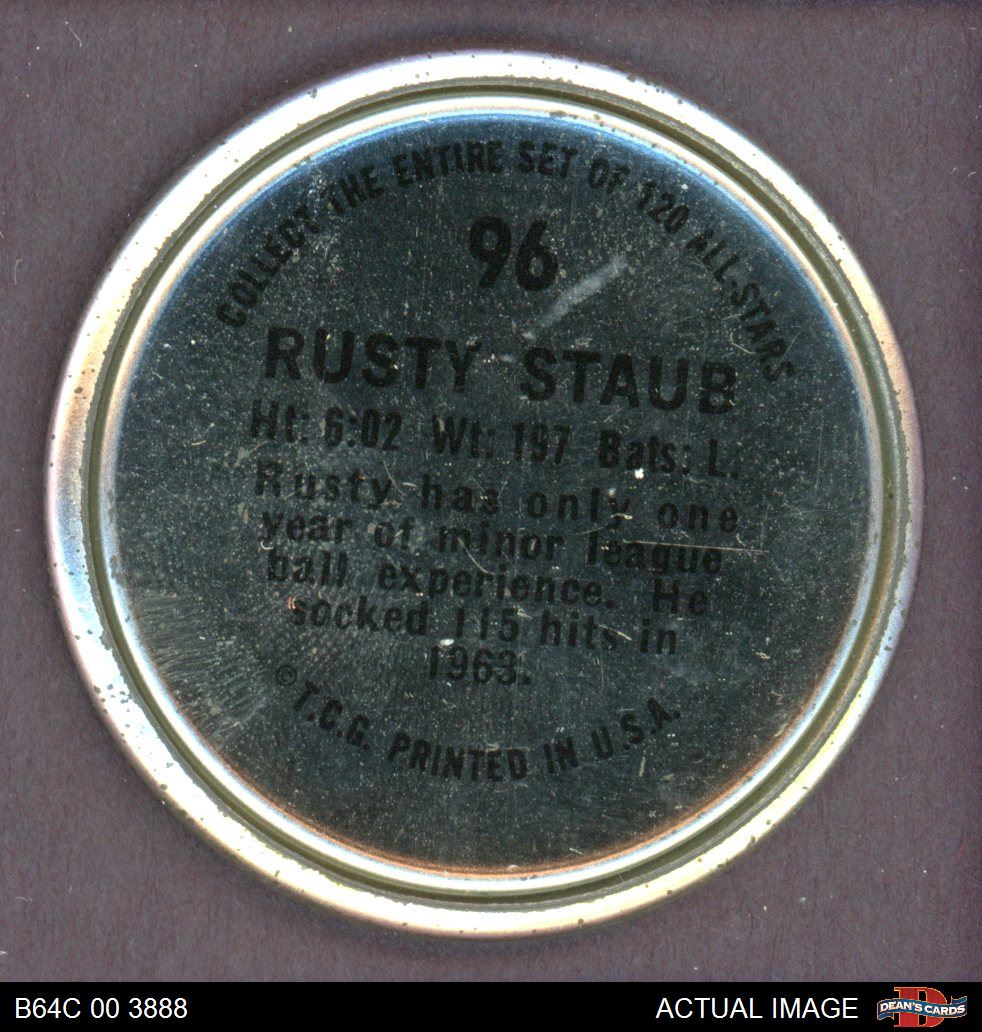 COLLECT THE ENTIRE SET OF 120 ALL-STARS
96
RUSTY STAUB
Ht: 6:02 Wt: 197 Bats: L.
Rusty has only one
year of minor league
ball experience. He
socked 115 hits in
1963.
© T.C.G. PRINTED IN U.S.A.
B64C 00 3888
ACTUAL IMAGE
DEAN'S CARDS